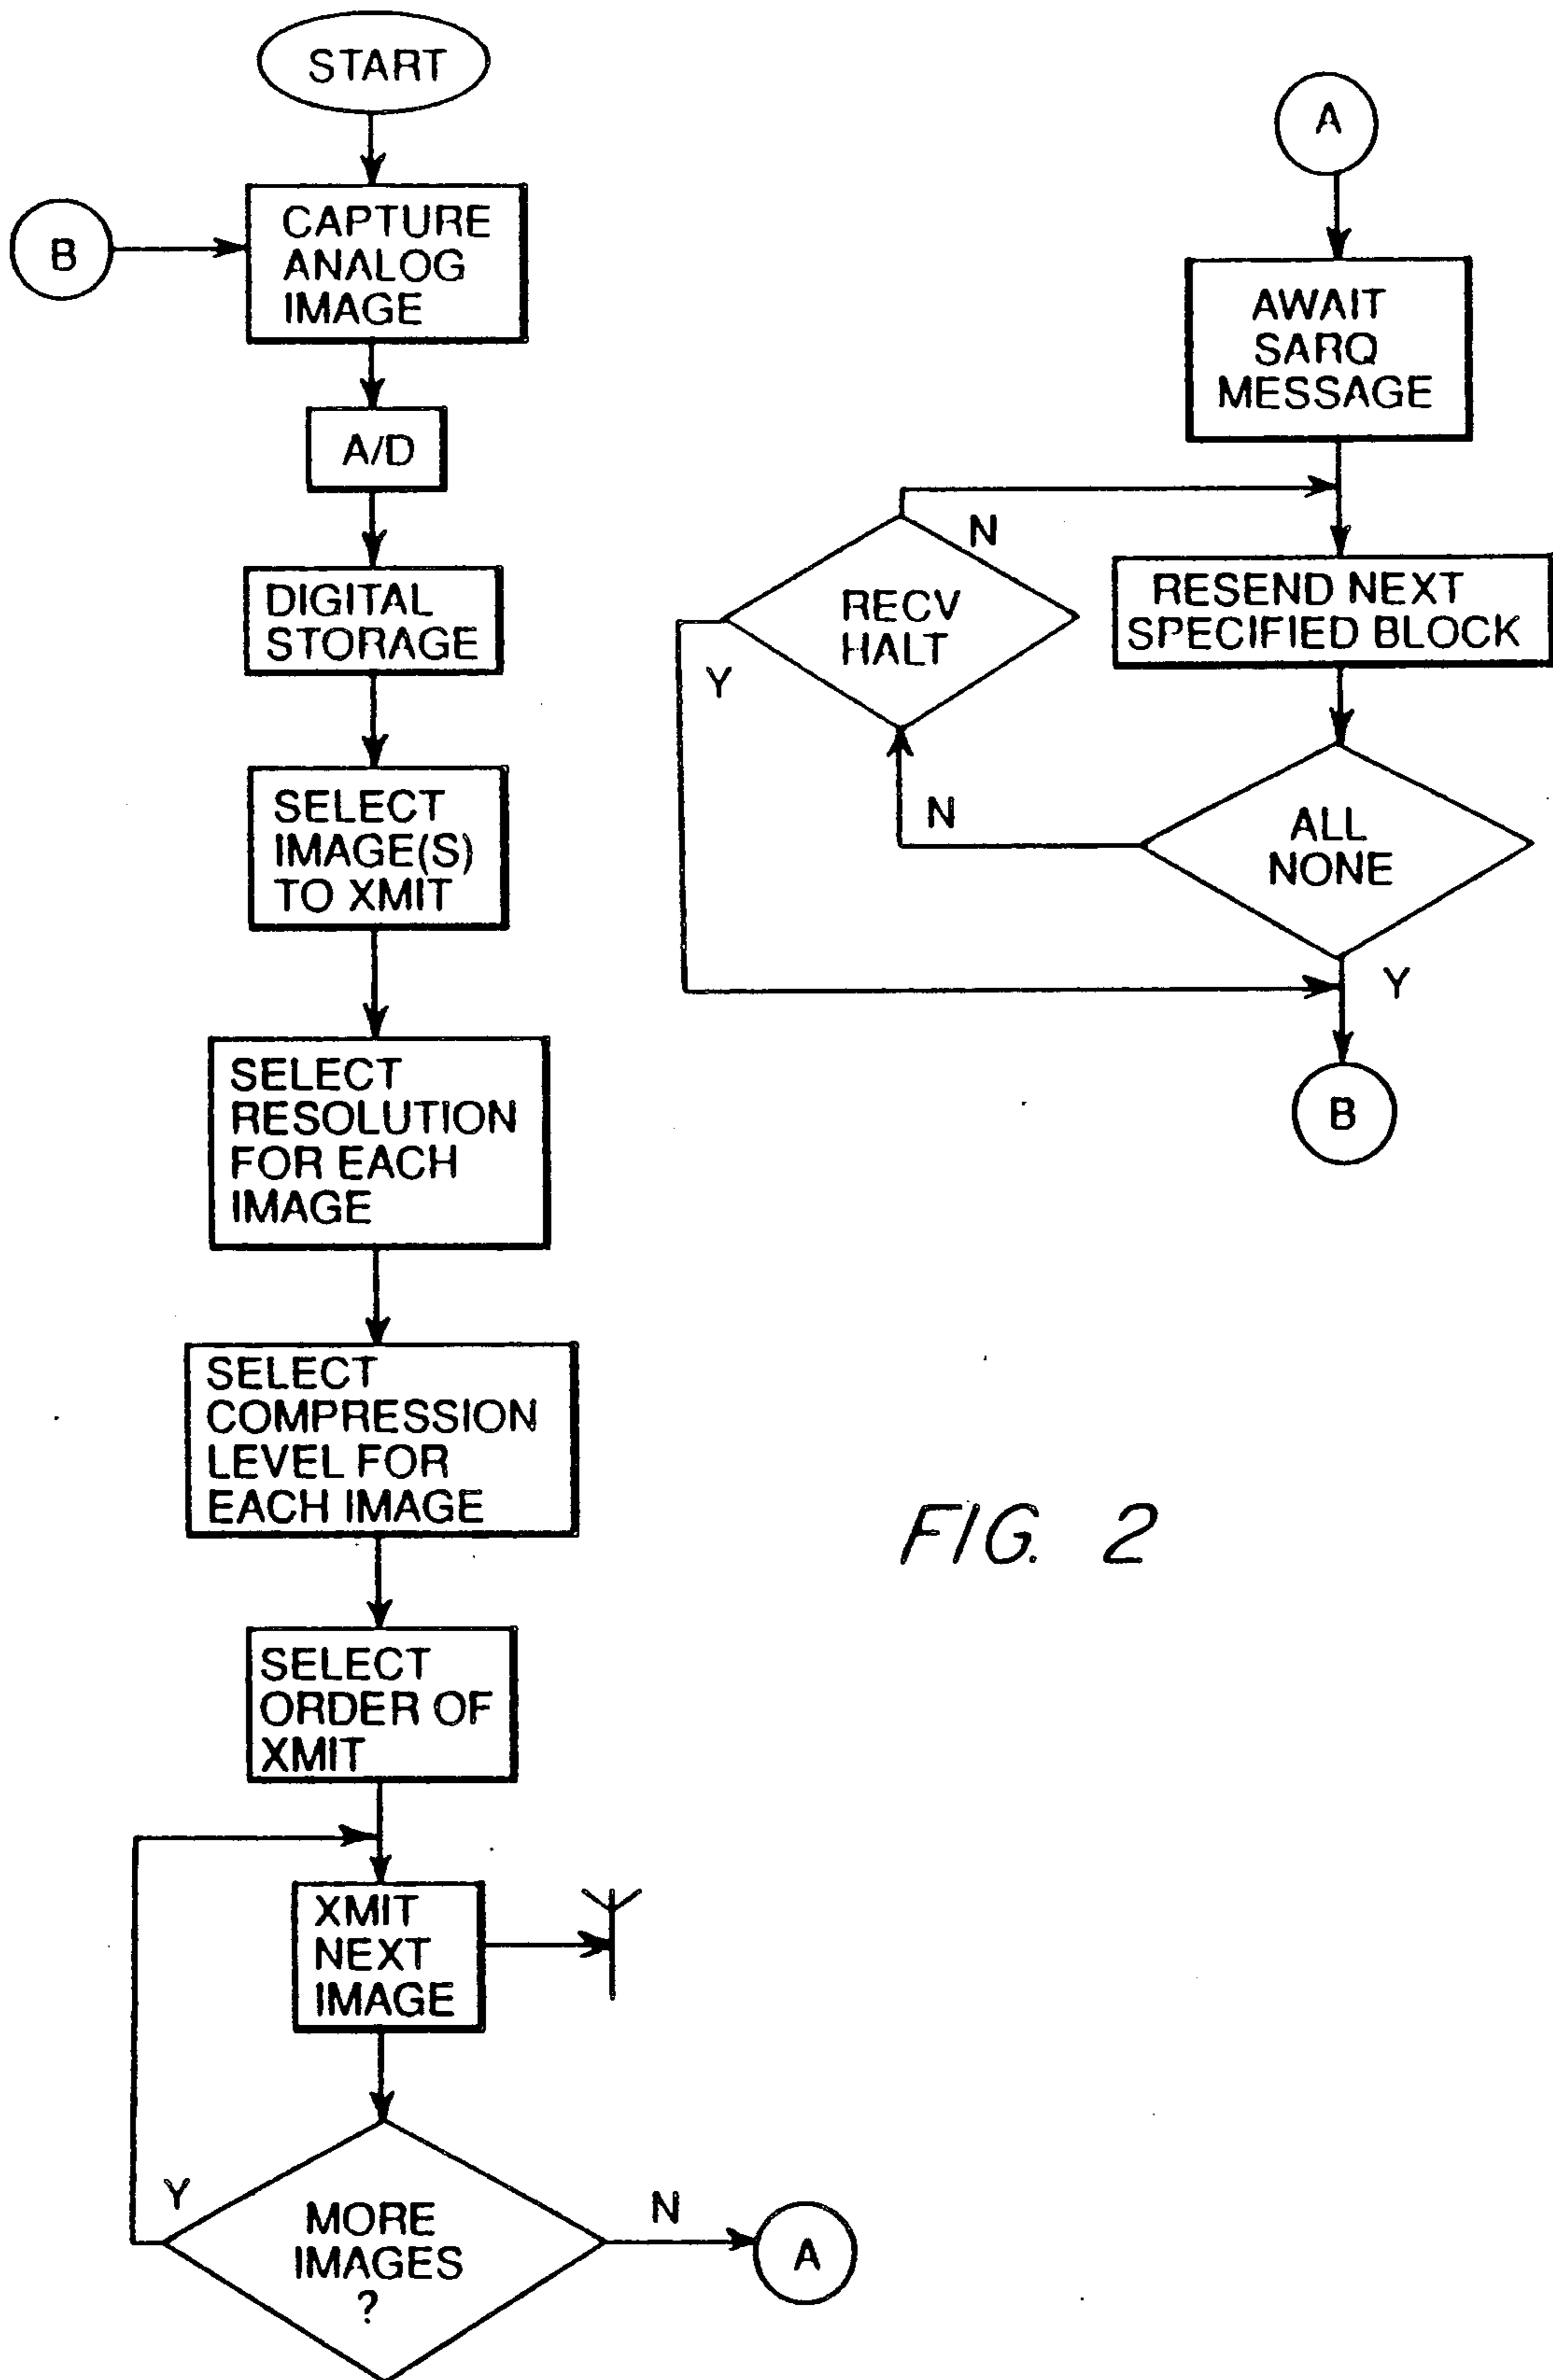 START
B
CAPTURE
ANALOG
IMAGE
A/D
DIGITAL
STORAGE
SELECT
IMAGE(S)
TO XMIT
SELECT
RESOLUTION
FOR EACH
IMAGE
SELECT
COMPRESSION
LEVEL FOR
EACH IMAGE
SELECT
ORDER OF
XMIT
XMIT
NEXT
IMAGE
Y
MORE
IMAGES
?
N
A
A
AWAIT
SARQ
MESSAGE
N
RECV
HALT
Y
RESEND NEXT
SPECIFIED BLOCK
N
ALL
NONE
Y
B
FIG. 2